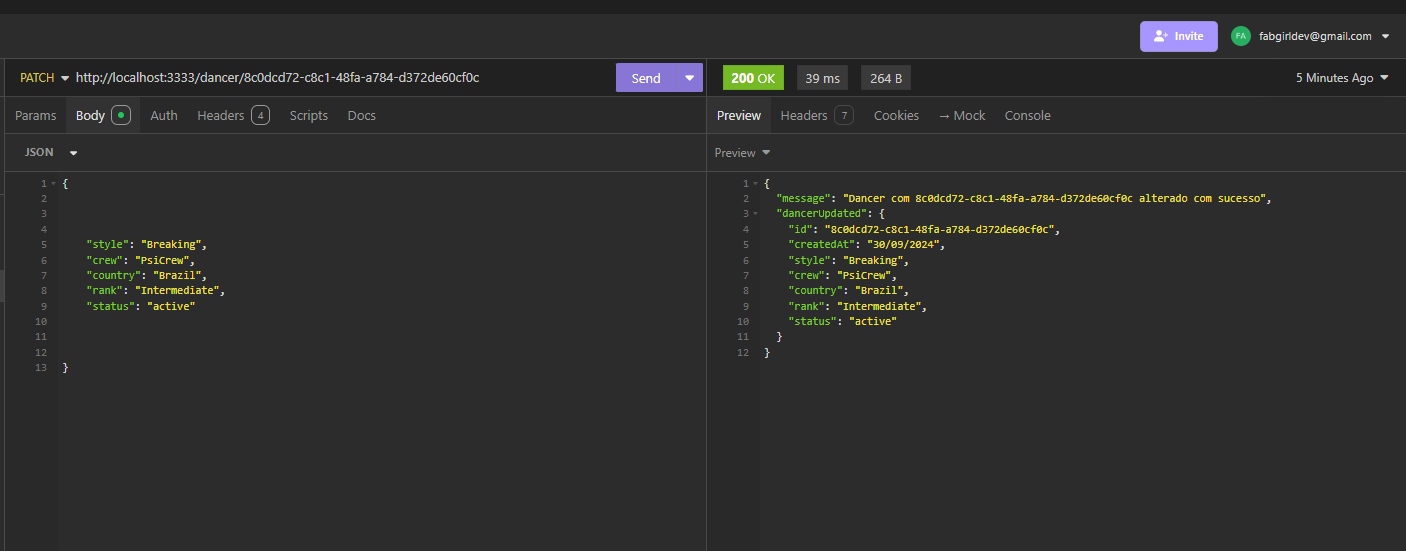 Invite
FA
fabgirldev@gmail.com
PATCH http://localhost:3333/dancer/8c0dcd72-c8c1-48fa-a784-d372de60cf0c Send
200 OK 39 ms 264 B 5 Minutes Ago
Params Body Auth Headers 4 Scripts Docs
Preview Headers 7 Cookies → Mock Console
JSON
Preview
1 {
2
3
4
5 "style": "Breaking",
6 "crew": "PsiCrew",
7 "country": "Brazil",
8 "rank": "Intermediate",
9 "status": "active"
10
11
12
13 }
1 {
2 "message": "Dancer com 8c0dcd72-c8c1-48fa-a784-d372de60cf0c alterado com sucesso",
3 "dancerUpdated": {
4 "id": "8c0dcd72-c8c1-48fa-a784-d372de60cf0c",
5 "createdAt": "30/09/2024",
6 "style": "Breaking",
7 "crew": "PsiCrew",
8 "country": "Brazil",
9 "rank": "Intermediate",
10 "status": "active"
11 }
12 }